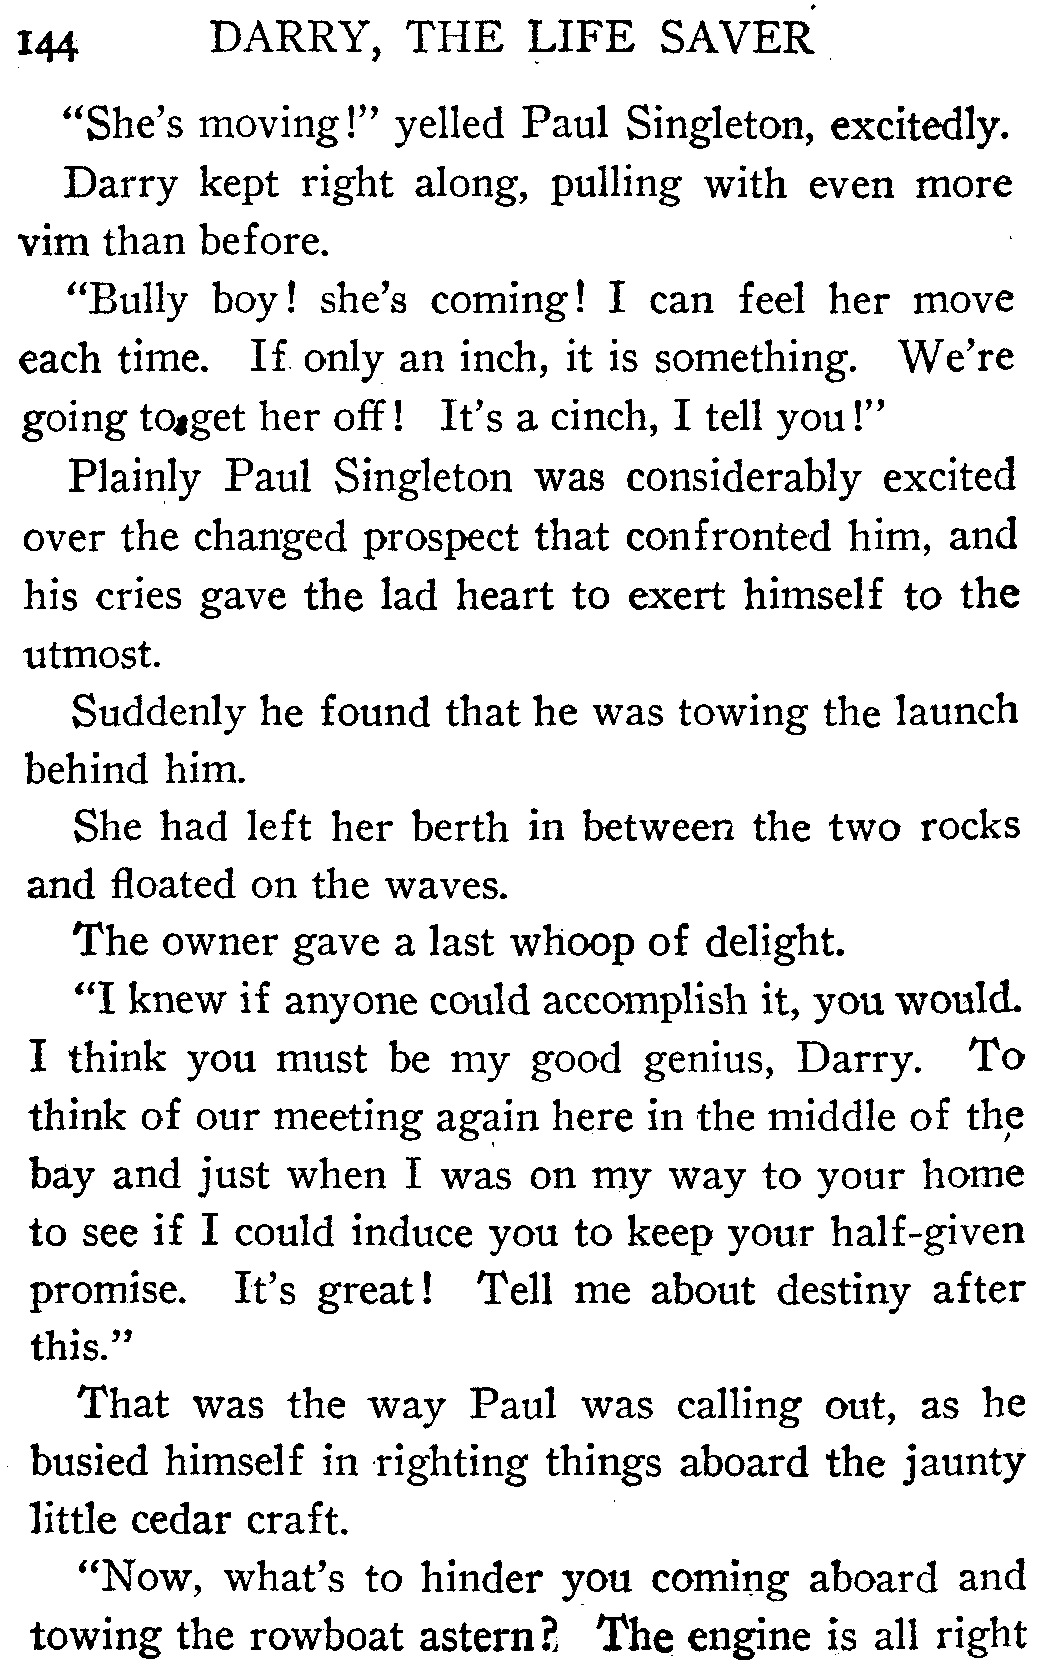 144 DARRY, THE LIFE SAVER
"She's moving!" yelled Paul Singleton, excitedly.
Darry kept right along, pulling with even more
vim than before.
"Bully boy! she's coming! I can feel her move
each time. If only an inch, it is something. We're
going to get her off! It's a cinch, I tell you!"
Plainly Paul Singleton was considerably excited
over the changed prospect that confronted him, and
his cries gave the lad heart to exert himself to the
utmost.
Suddenly he found that he was towing the launch
behind him.
She had left her berth in between the two rocks
and floated on the waves.
The owner gave a last whoop of delight.
"I knew if anyone could accomplish it, you would.
I think you must be my good genius, Darry. To
think of our meeting again here in the middle of the
bay and just when I was on my way to your home
to see if I could induce you to keep your half-given
promise. It's great! Tell me about destiny after
this."
That was the way Paul was calling out, as he
busied himself in righting things aboard the jaunty
little cedar craft.
"Now, what's to hinder you coming aboard and
towing the rowboat astern? The engine is all right